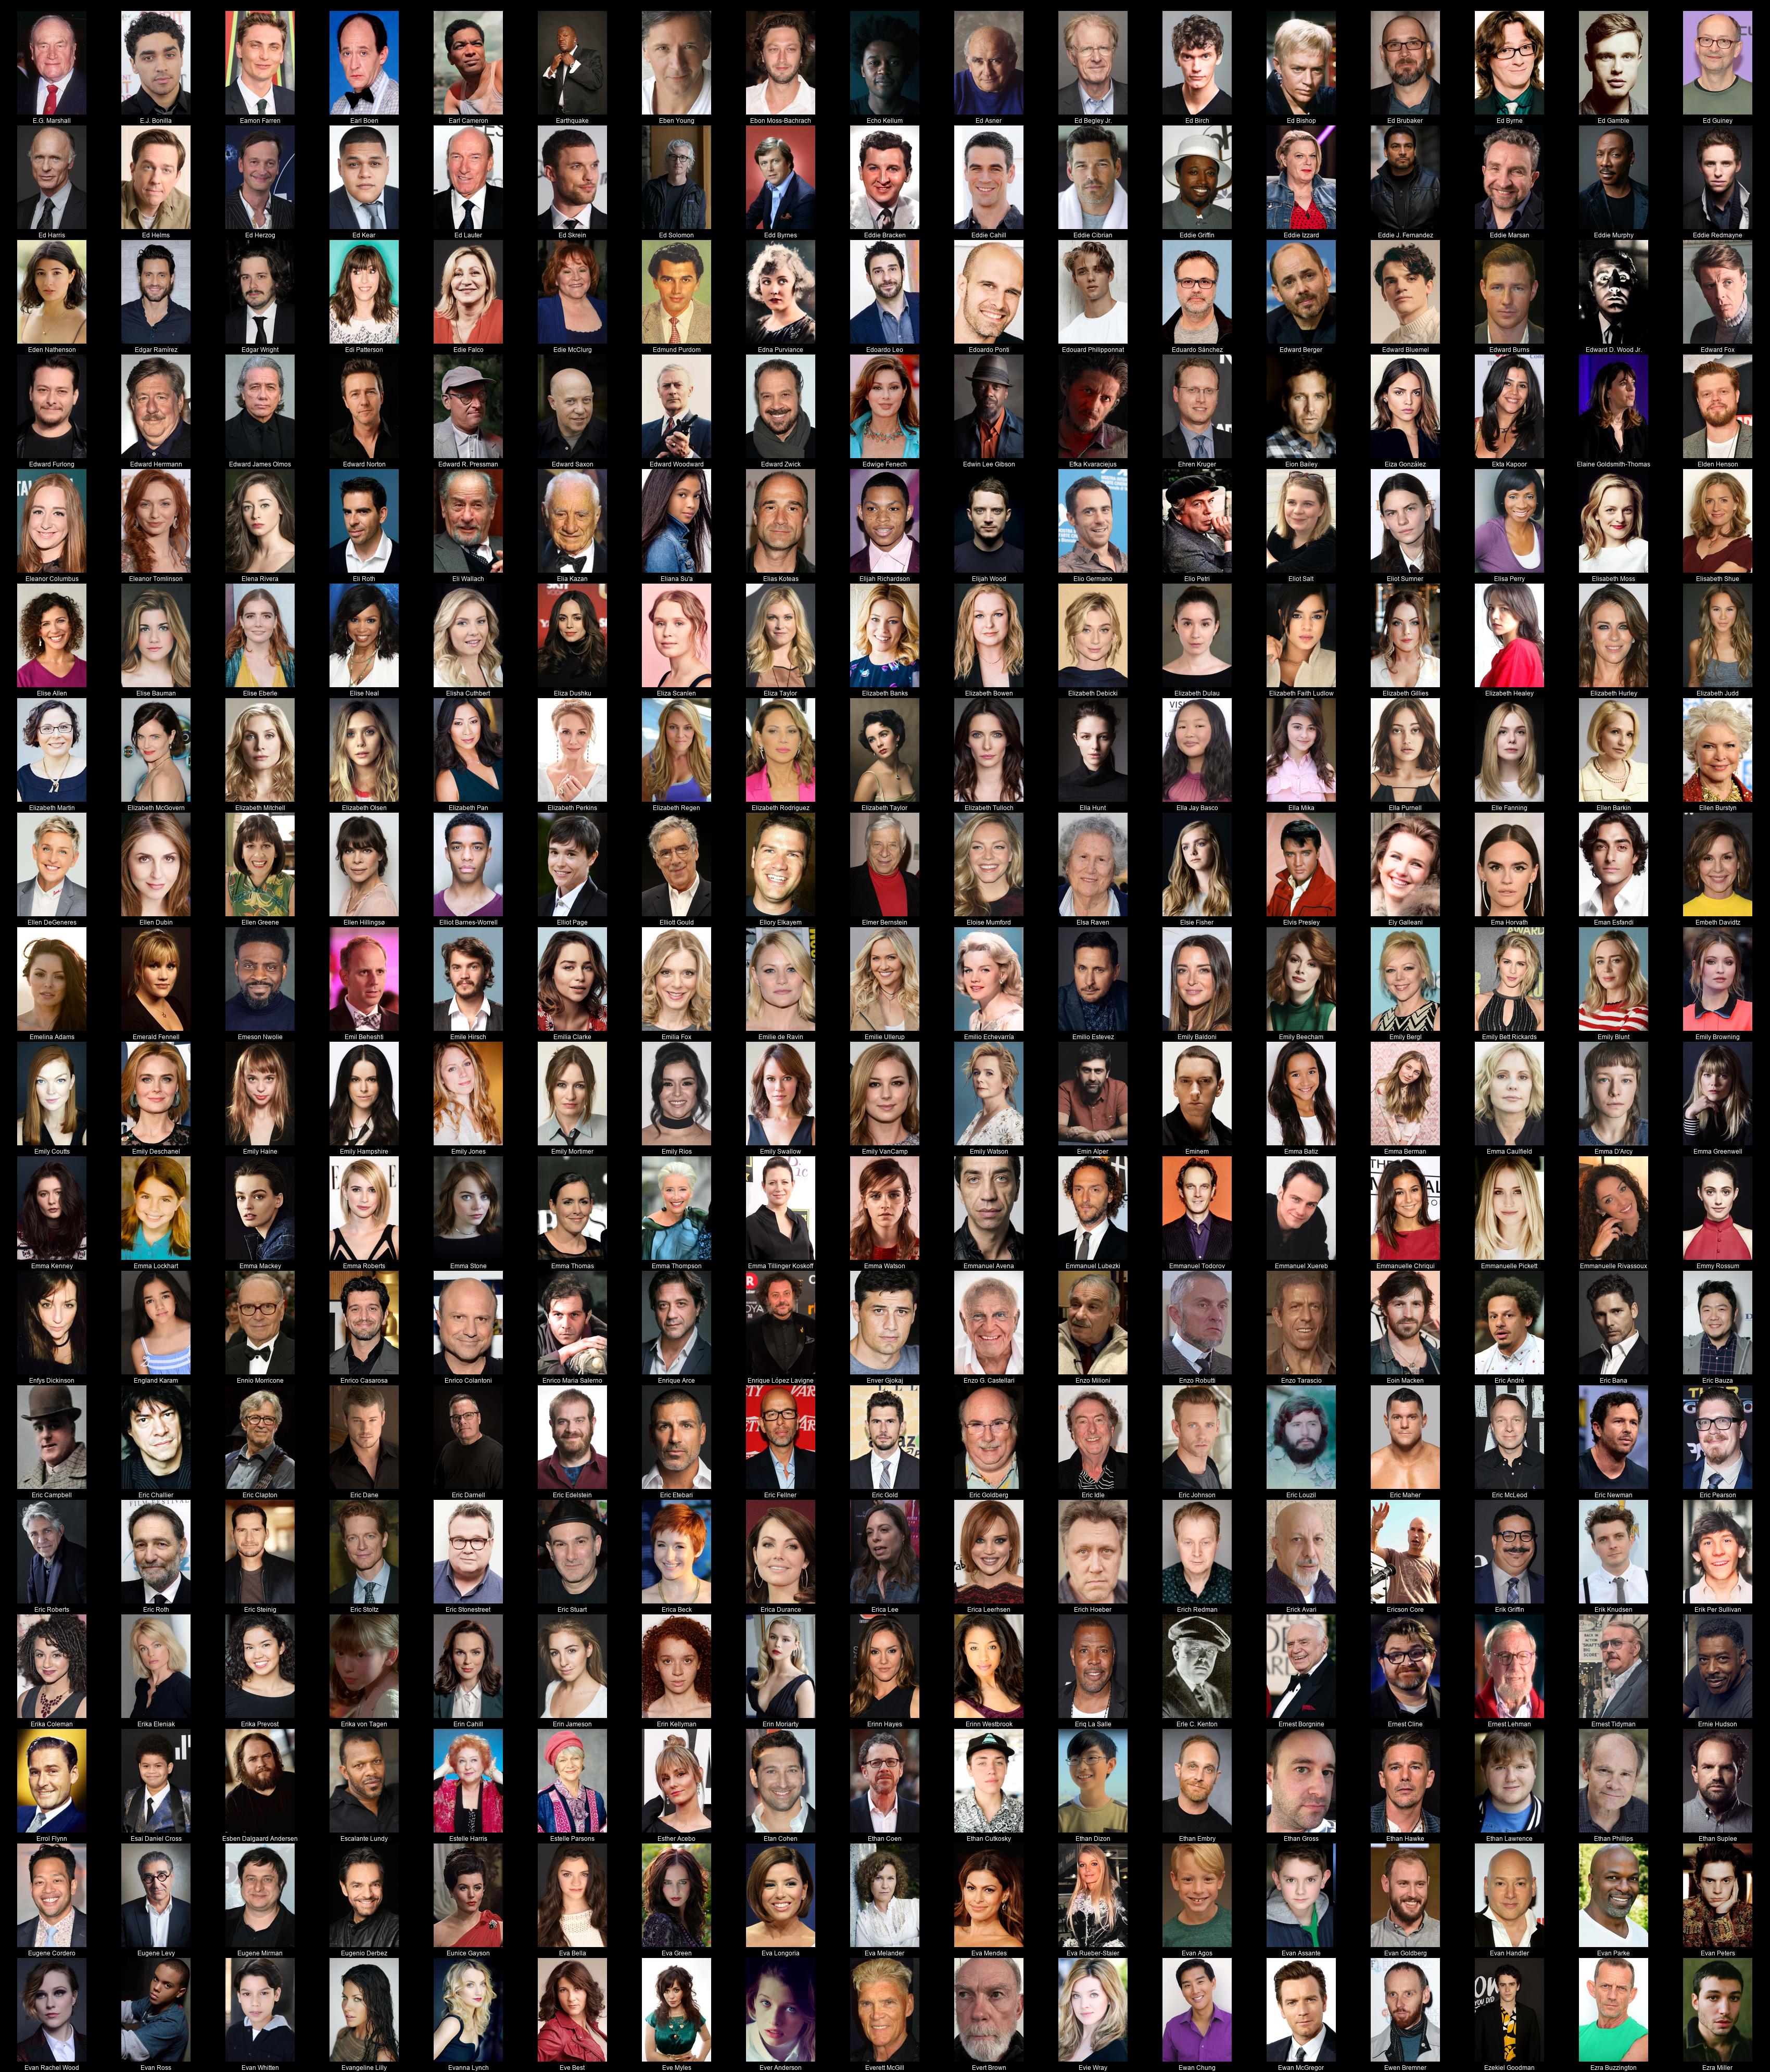 E.G. Marshall E.J. Bonilla Eamon Farren Earl Boen Earl Cameron Earthquake Eben Young Ebon Moss-Bachrach Echo Kellum Ed Asner Ed Begley Jr. Ed Birch Ed Bishop Ed Brubaker Ed Byrne Ed Gamble Ed Guiney
Ed Harris Ed Helms Ed Herzog Ed Kear Ed Lauter Ed Skrein Ed Solomon Edd Byrnes Eddie Bracken Eddie Cahill Eddie Cibrian Eddie Griffin Eddie Izzard Eddie J. Fernandez Eddie Marsan Eddie Murphy Eddie Redmayne
Eden Nathenson Edgar Ramírez Edgar Wright Edi Patterson Edie Falco Edie McClurg Edmund Purdom Edna Purviance Edoardo Leo Edoardo Ponti Edouard Philipponnat Eduardo Sánchez Edward Berger Edward Bluemel Edward Burns Edward D. Wood Jr. Edward Fox
Edward Furlong Edward Herrmann Edward James Olmos Edward Norton Edward R. Pressman Edward Saxon Edward Woodward Edward Zwick Edwige Fenech Edwin Lee Gibson Efka Kvaraciejus Ehren Kruger Eion Bailey Eiza González Ekta Kapoor Elaine Goldsmith-Thomas Elden Henson
Eleanor Columbus Eleanor Tomlinson Elena Rivera Eli Roth Eli Wallach Elia Kazan Eliana Su'a Elias Koteas Elijah Richardson Elijah Wood Elio Germano Elio Petri Eliot Salt Eliot Sumner Elisa Perry Elisabeth Moss Elisabeth Shue
Elise Allen Elise Bauman Elise Eberle Elise Neal Elisha Cuthbert Eliza Dushku Eliza Scanlen Eliza Taylor Elizabeth Banks Elizabeth Bowen Elizabeth Debicki Elizabeth Dulau Elizabeth Faith Ludlow Elizabeth Gillies Elizabeth Healey Elizabeth Hurley Elizabeth Judd
Elizabeth Martin Elizabeth McGovern Elizabeth Mitchell Elizabeth Olsen Elizabeth Pan Elizabeth Perkins Elizabeth Regen Elizabeth Rodriguez Elizabeth Taylor Elizabeth Tulloch Ella Hunt Ella Jay Basco Ella Mika Ella Purnell Elle Fanning Ellen Barkin Ellen Burstyn
Ellen DeGeneres Ellen Dubin Ellen Greene Ellen Hillingsø Elliot Barnes-Worrell Elliot Page Elliott Gould Ellory Elkayem Elmer Bernstein Eloise Mumford Elsa Raven Elsie Fisher Elvis Presley Ely Galleani Ema Horvath Eman Esfandi Embeth Davidtz
Emelina Adams Emerald Fennell Emeson Nwolie Emil Beheshti Emile Hirsch Emilia Clarke Emilia Fox Emilie de Ravin Emilie Ullerup Emilio Echevarría Emilio Estevez Emily Baldoni Emily Beecham Emily Bergl Emily Bett Rickards Emily Blunt Emily Browning
Emily Coutts Emily Deschanel Emily Haine Emily Hampshire Emily Jones Emily Mortimer Emily Rios Emily Swallow Emily VanCamp Emily Watson Emin Alper Eminem Emma Batiz Emma Berman Emma Caulfield Emma D'Arcy Emma Greenwell
Emma Kenney Emma Lockhart Emma Mackey Emma Roberts Emma Stone Emma Thomas Emma Thompson Emma Tillinger Koskoff Emma Watson Emmanuel Avena Emmanuel Lubezki Emmanuel Todorov Emmanuel Xuereb Emmanuelle Chriqui Emmanuelle Pickett Emmanuelle Rivassoux Emmy Rossum
Enfys Dickinson England Karam Ennio Morricone Enrico Casarosa Enrico Colantoni Enrico Maria Salerno Enrique Arce Enrique López Lavigne Enver Gjokaj Enzo G. Castellari Enzo Milioni Enzo Robutti Enzo Tarascio Eoin Macken Eric André Eric Bana Eric Bauza
Eric Campbell Eric Challier Eric Clapton Eric Dane Eric Darnell Eric Edelstein Eric Etebari Eric Fellner Eric Gold Eric Goldberg Eric Idle Eric Johnson Eric Louzil Eric Maher Eric McLeod Eric Newman Eric Pearson
Eric Roberts Eric Roth Eric Steinig Eric Stoltz Eric Stonestreet Eric Stuart Erica Beck Erica Durance Erica Lee Erica Leerhsen Erich Hoeber Erich Redman Erick Avari Ericson Core Erik Griffin Erik Knudsen Erik Per Sullivan
Erika Coleman Erika Eleniak Erika Prevost Erika von Tagen Erin Cahill Erin Jameson Erin Kellyman Erin Moriarty Erinn Hayes Erinn Westbrook Eriq La Salle Erle C. Kenton Ernest Borgnine Ernest Cline Ernest Lehman Ernest Tidyman Ernie Hudson
Errol Flynn Esai Daniel Cross Esben Dalgaard Andersen Escalante Lundy Estelle Harris Estelle Parsons Esther Acebo Etan Cohen Ethan Coen Ethan Cutkosky Ethan Dizon Ethan Embry Ethan Gross Ethan Hawke Ethan Lawrence Ethan Phillips Ethan Suplee
Eugene Cordero Eugene Levy Eugene Mirman Eugenio Derbez Eunice Gayson Eva Bella Eva Green Eva Longoria Eva Melander Eva Mendes Eva Rueber-Staier Evan Agos Evan Assante Evan Goldberg Evan Handler Evan Parke Evan Peters
Evan Rachel Wood Evan Ross Evan Whitten Evangeline Lilly Evanna Lynch Eve Best Eve Myles Ever Anderson Everett McGill Evert Brown Evie Wray Ewan Chung Ewan McGregor Ewen Bremner Ezekiel Goodman Ezra Buzzington Ezra Miller